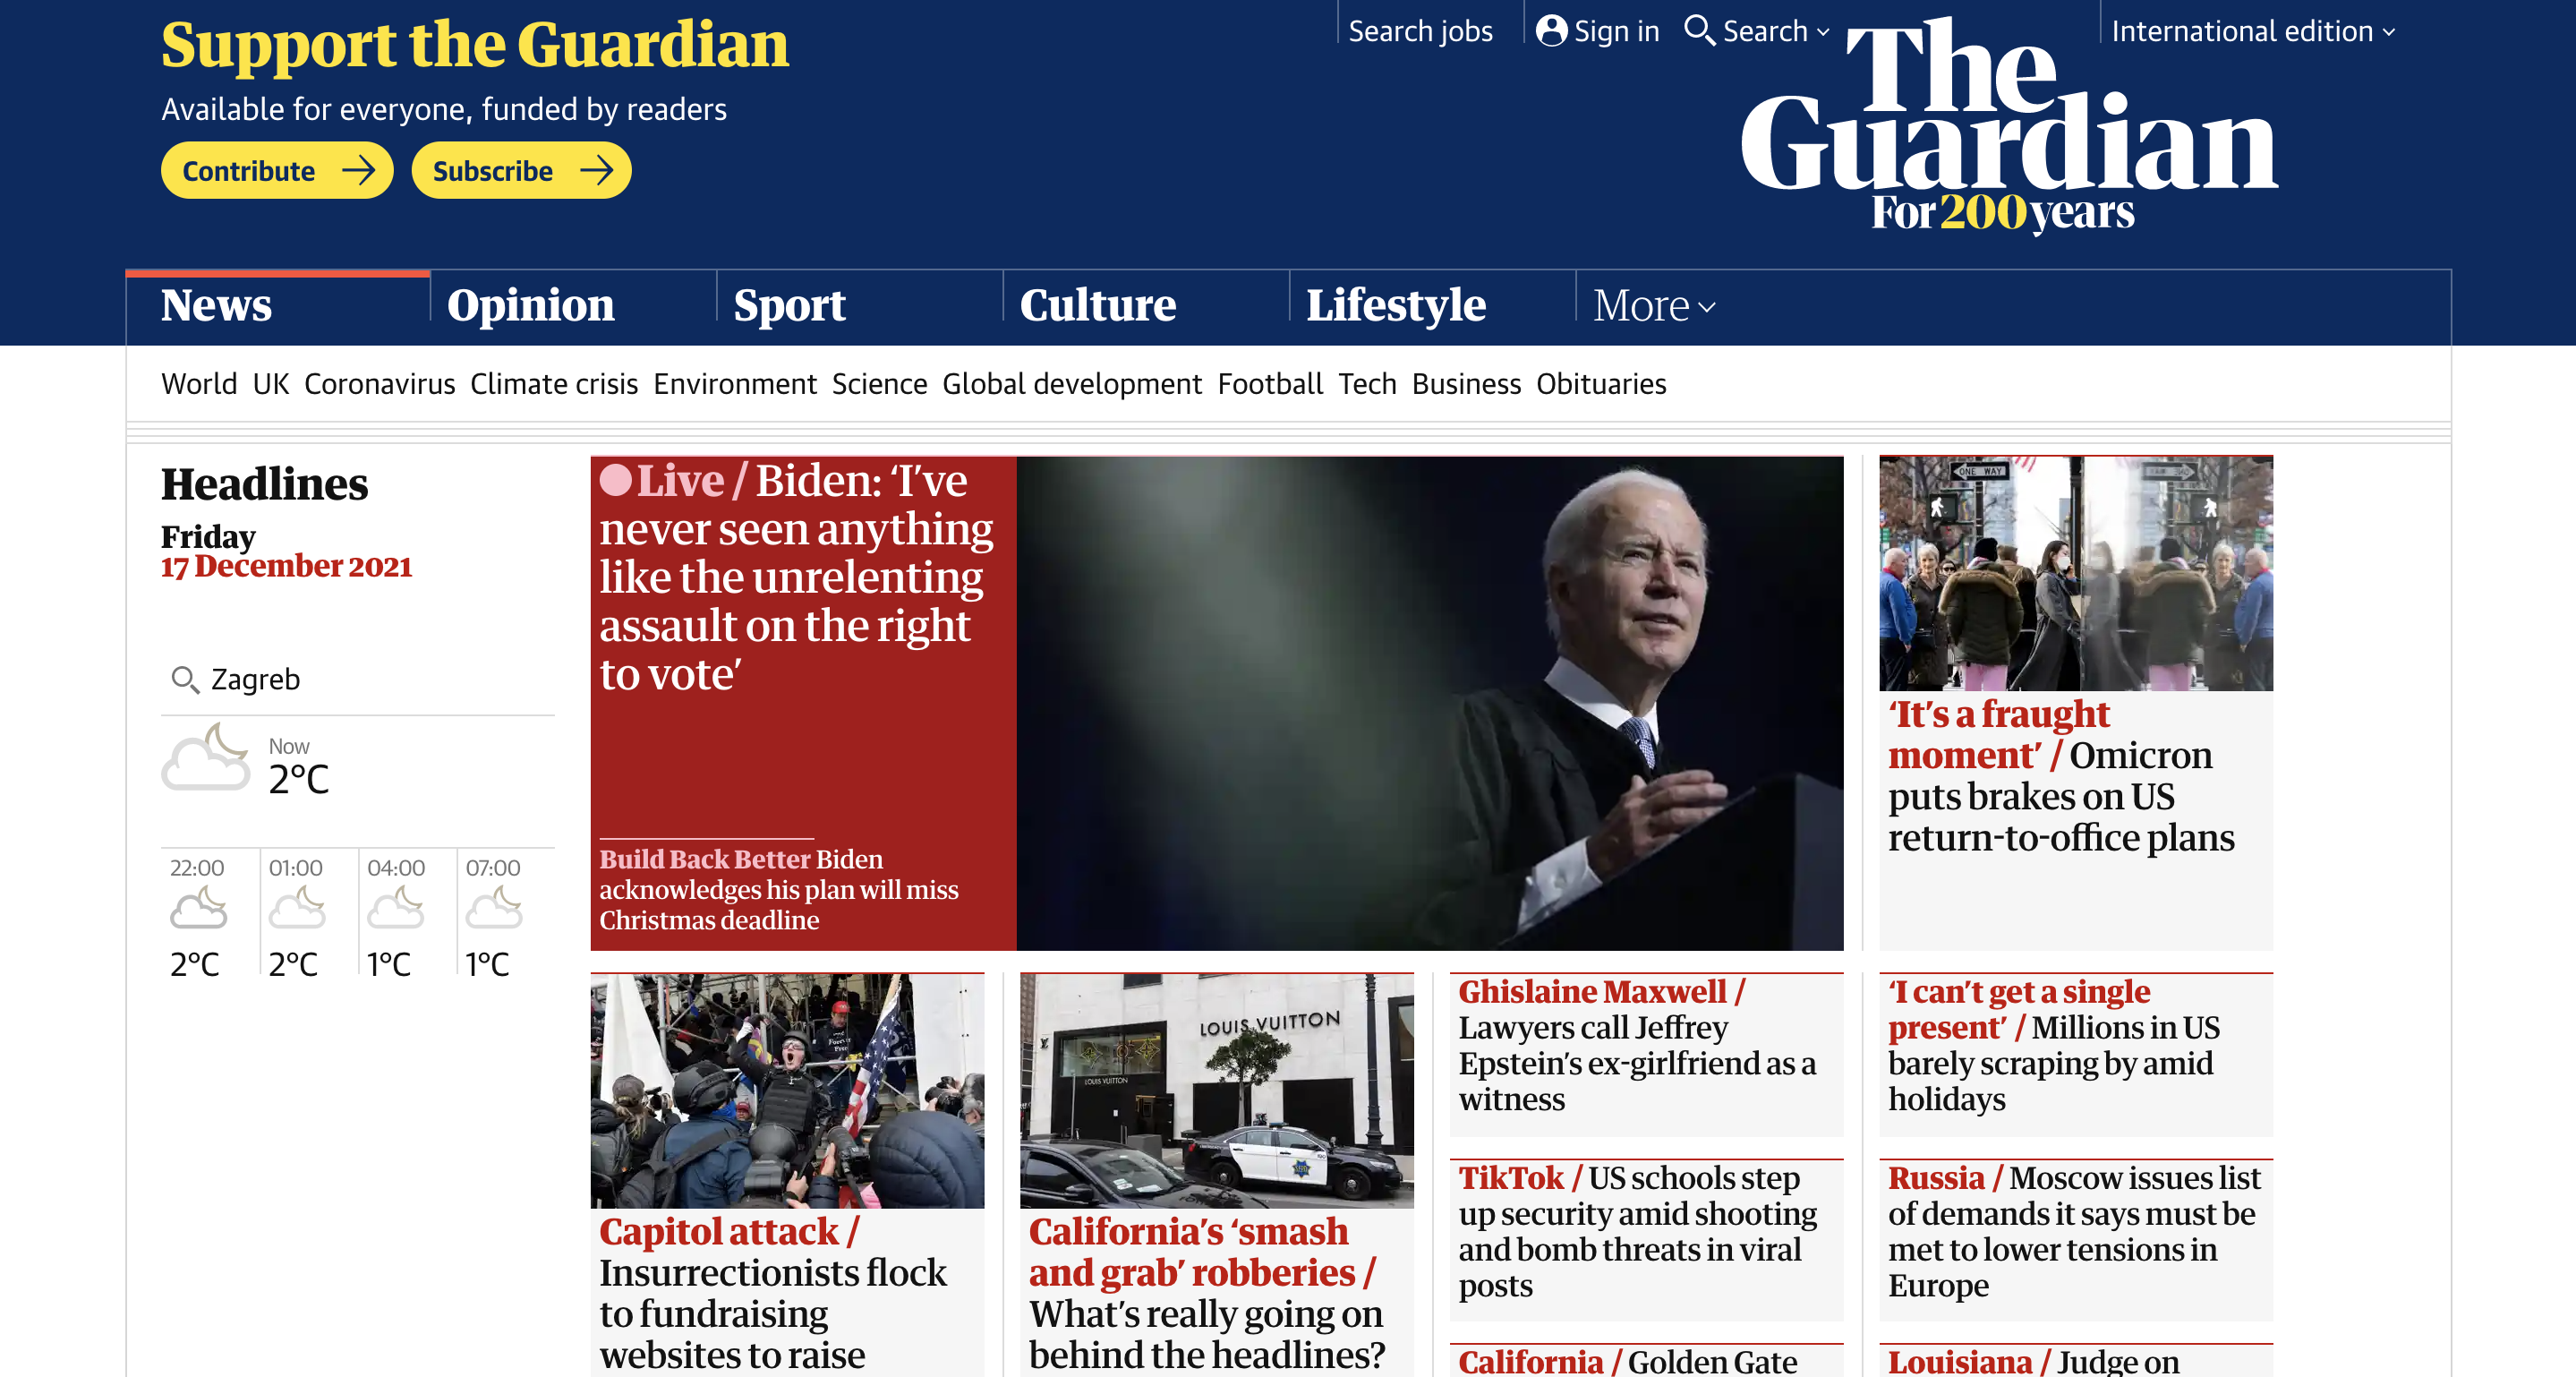 Support the Guardian
Available for everyone, funded by readers
Contribute
Subscribe
Search jobs
Sign in
Search
International edition
The
Guardian
For 200 years
News
Opinion
Sport
Culture
Lifestyle
More
World UK Coronavirus Climate crisis Environment Science Global development Football Tech Business Obituaries
Headlines
Friday
17 December 2021
Zagreb
Now
2°C
22:00
01:00
04:00
07:00
2°C
2°C
1°C
1°C
Live / Biden: ‘I’ve
never seen anything
like the unrelenting
assault on the right
to vote’
Build Back Better Biden
acknowledges his plan will miss
Christmas deadline
ONE WAY
‘It’s a fraught
moment’ / Omicron
puts brakes on US
return-to-office plans
Forever
Free
Capitol attack /
Insurrectionists flock
to fundraising
websites to raise
LOUIS VUITTON
LOUIS VUITTON
California’s ‘smash
and grab’ robberies /
What’s really going on
behind the headlines?
Ghislaine Maxwell /
Lawyers call Jeffrey
Epstein’s ex-girlfriend as a
witness
TikTok / US schools step
up security amid shooting
and bomb threats in viral
posts
California / Golden Gate
‘I can’t get a single
present’ / Millions in US
barely scraping by amid
holidays
Russia / Moscow issues list
of demands it says must be
met to lower tensions in
Europe
Louisiana / Judge on